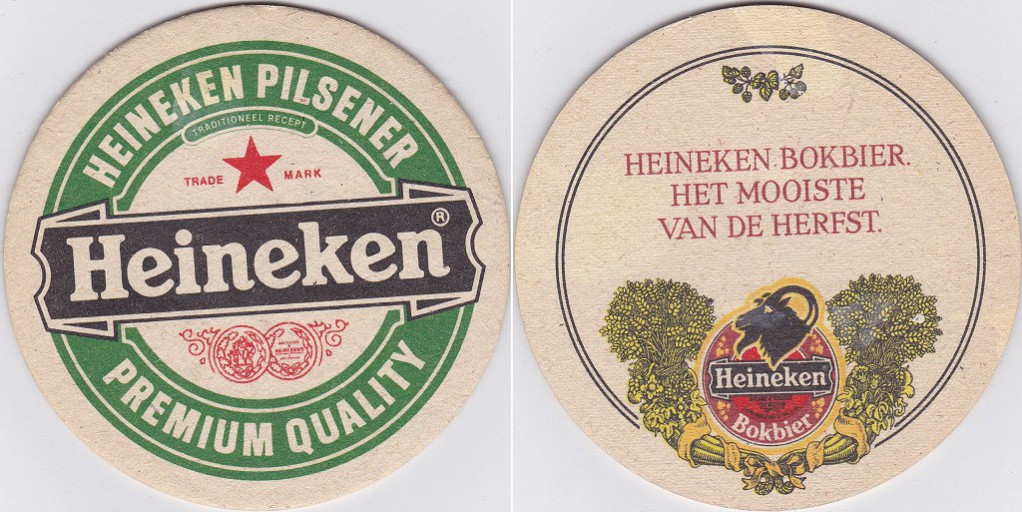 HEINEKEN PILSENER
TRADITIONEEL RECEPT
TRADE MARK
Heineken®
PREMIUM QUALITY
HEINEKEN BOKBIER.
HET MOOISTE
VAN DE HERFST.
Heineken
Bokbier